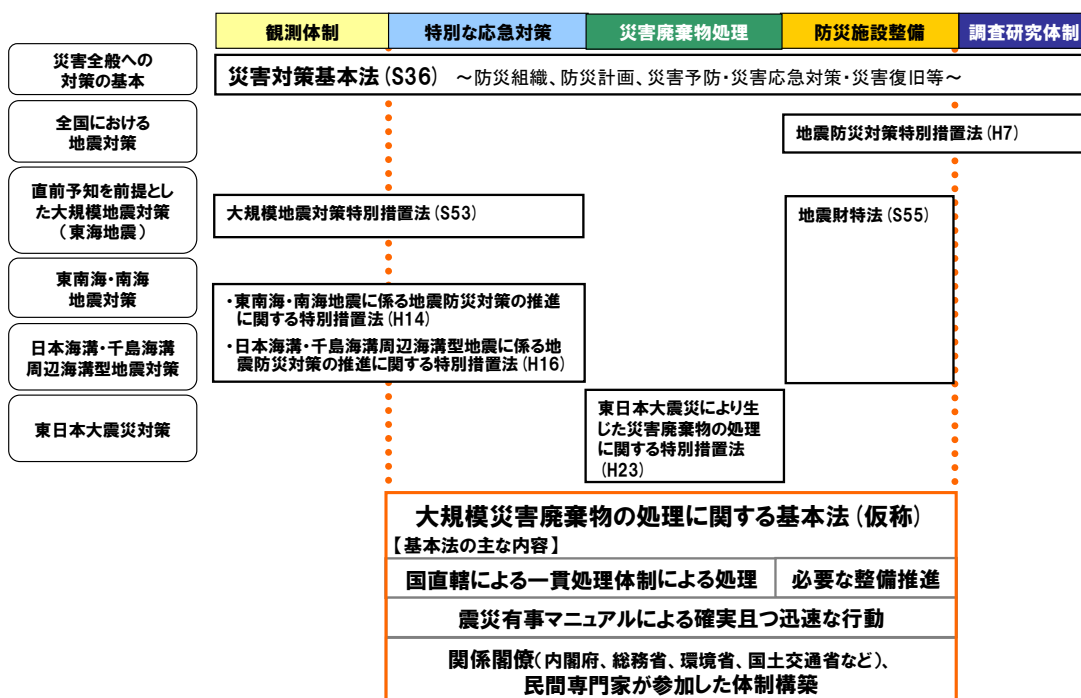 観測体制
特別な応急対策
災害廃棄物処理
防災施設整備
調査研究体制
災害全般への
対策の基本
災害対策基本法(S36) ～防災組織、防災計画、災害予防・災害応急対策・災害復旧等～
全国における
地震対策
地震防災対策特別措置法(H7)
直前予知を前提とし
た大規模地震対策
(東海地震)
大規模地震対策特別措置法(S53)
地震財特法(S55)
東南海・南海
地震対策
・東南海・南海地震に係る地震防災対策の推進
に関する特別措置法(H14)
・日本海溝・千島海溝周辺海溝型地震に係る地
震防災対策の推進に関する特別措置法(H16)
日本海溝・千島海溝
周辺海溝型地震対策
東日本大震災対策
東日本大震災により生
じた災害廃棄物の処理
に関する特別措置法
(H23)
大規模災害廃棄物の処理に関する基本法(仮称)
【基本法の主な内容】
国直轄による一貫処理体制による処理
必要な整備推進
震災有事マニュアルによる確実且つ迅速な行動
関係閣僚(内閣府、総務省、環境省、国土交通省など)、
民間専門家が参加した体制構築